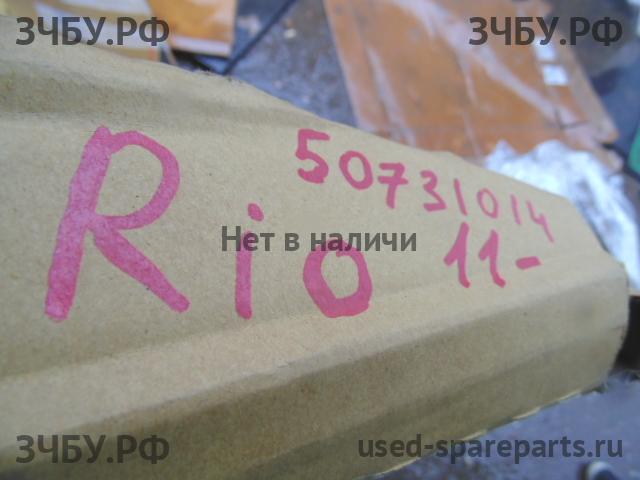 ЗЧБУ.РФ ЗЧБУ.РФ
50731014
Rio 11-
Нет в наличи
ЗЧБУ.РФ used-spareparts.ru